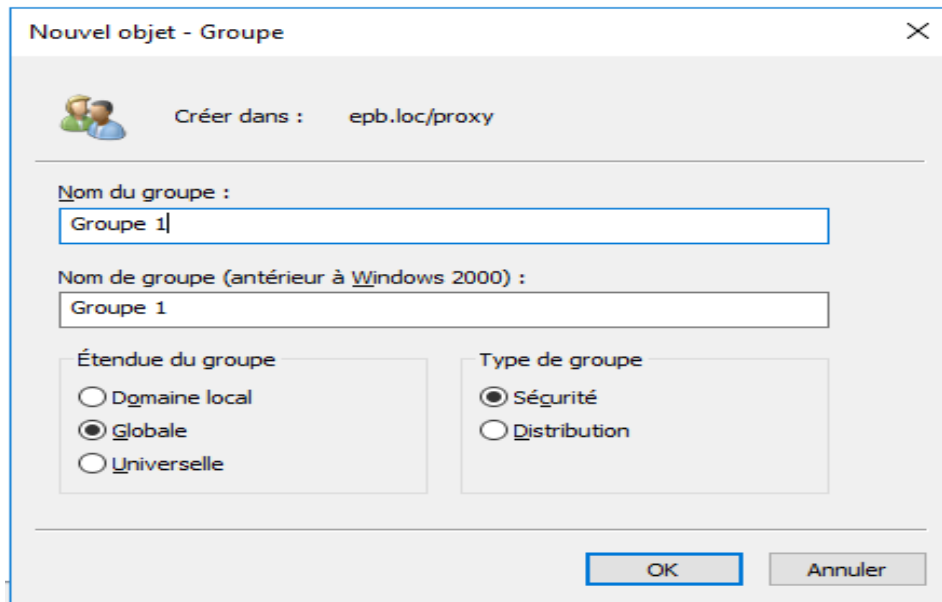 Nouvel objet - Groupe
Créer dans : epb.loc/proxy
Nom du groupe :
Groupe 1
Nom de groupe (antérieur à Windows 2000) :
Groupe 1
Étendue du groupe
Domaine local
Globale
Universelle
Type de groupe
Sécurité
Distribution
OK Annuler